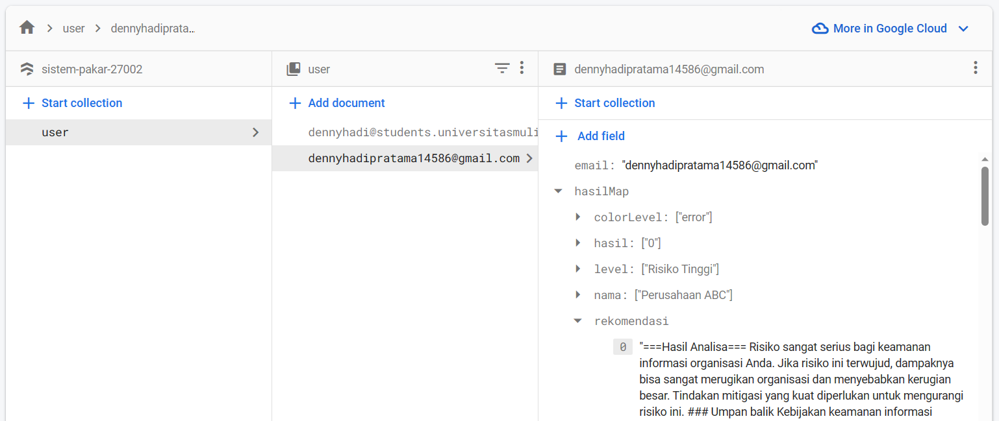 user
dennyhadiprata...
More in Google Cloud
sistem-pakar-27002
Start collection
user
user
Add document
dennyhadi@students.universitasmuli
dennyhadipratama14586@gmail.com
dennyhadipratama14586@gmail.com
Start collection
Add field
email: "dennyhadipratama14586@gmail.com"
hasilMap
colorLevel: ["error"]
hasil: ["0"]
level: ["Risiko Tinggi"]
nama: ["Perusahaan ABC"]
rekomendasi
0 "===Hasil Analisa=== Risiko sangat serius bagi keamanan
informasi organisasi Anda. Jika risiko ini terwujud, dampaknya
bisa sangat merugikan organisasi dan menyebabkan kerugian
besar. Tindakan mitigasi yang kuat diperlukan untuk mengurangi
risiko ini. ### Umpan balik Kebijakan keamanan informasi